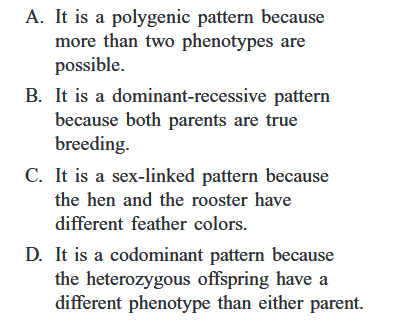 A. It is a polygenic pattern because
more than two phenotypes are
possible.
B. It is a dominant-recessive pattern
because both parents are true
breeding.
C. It is a sex-linked pattern because
the hen and the rooster have
different feather colors.
D. It is a codominant pattern because
the heterozygous offspring have a
different phenotype than either parent.